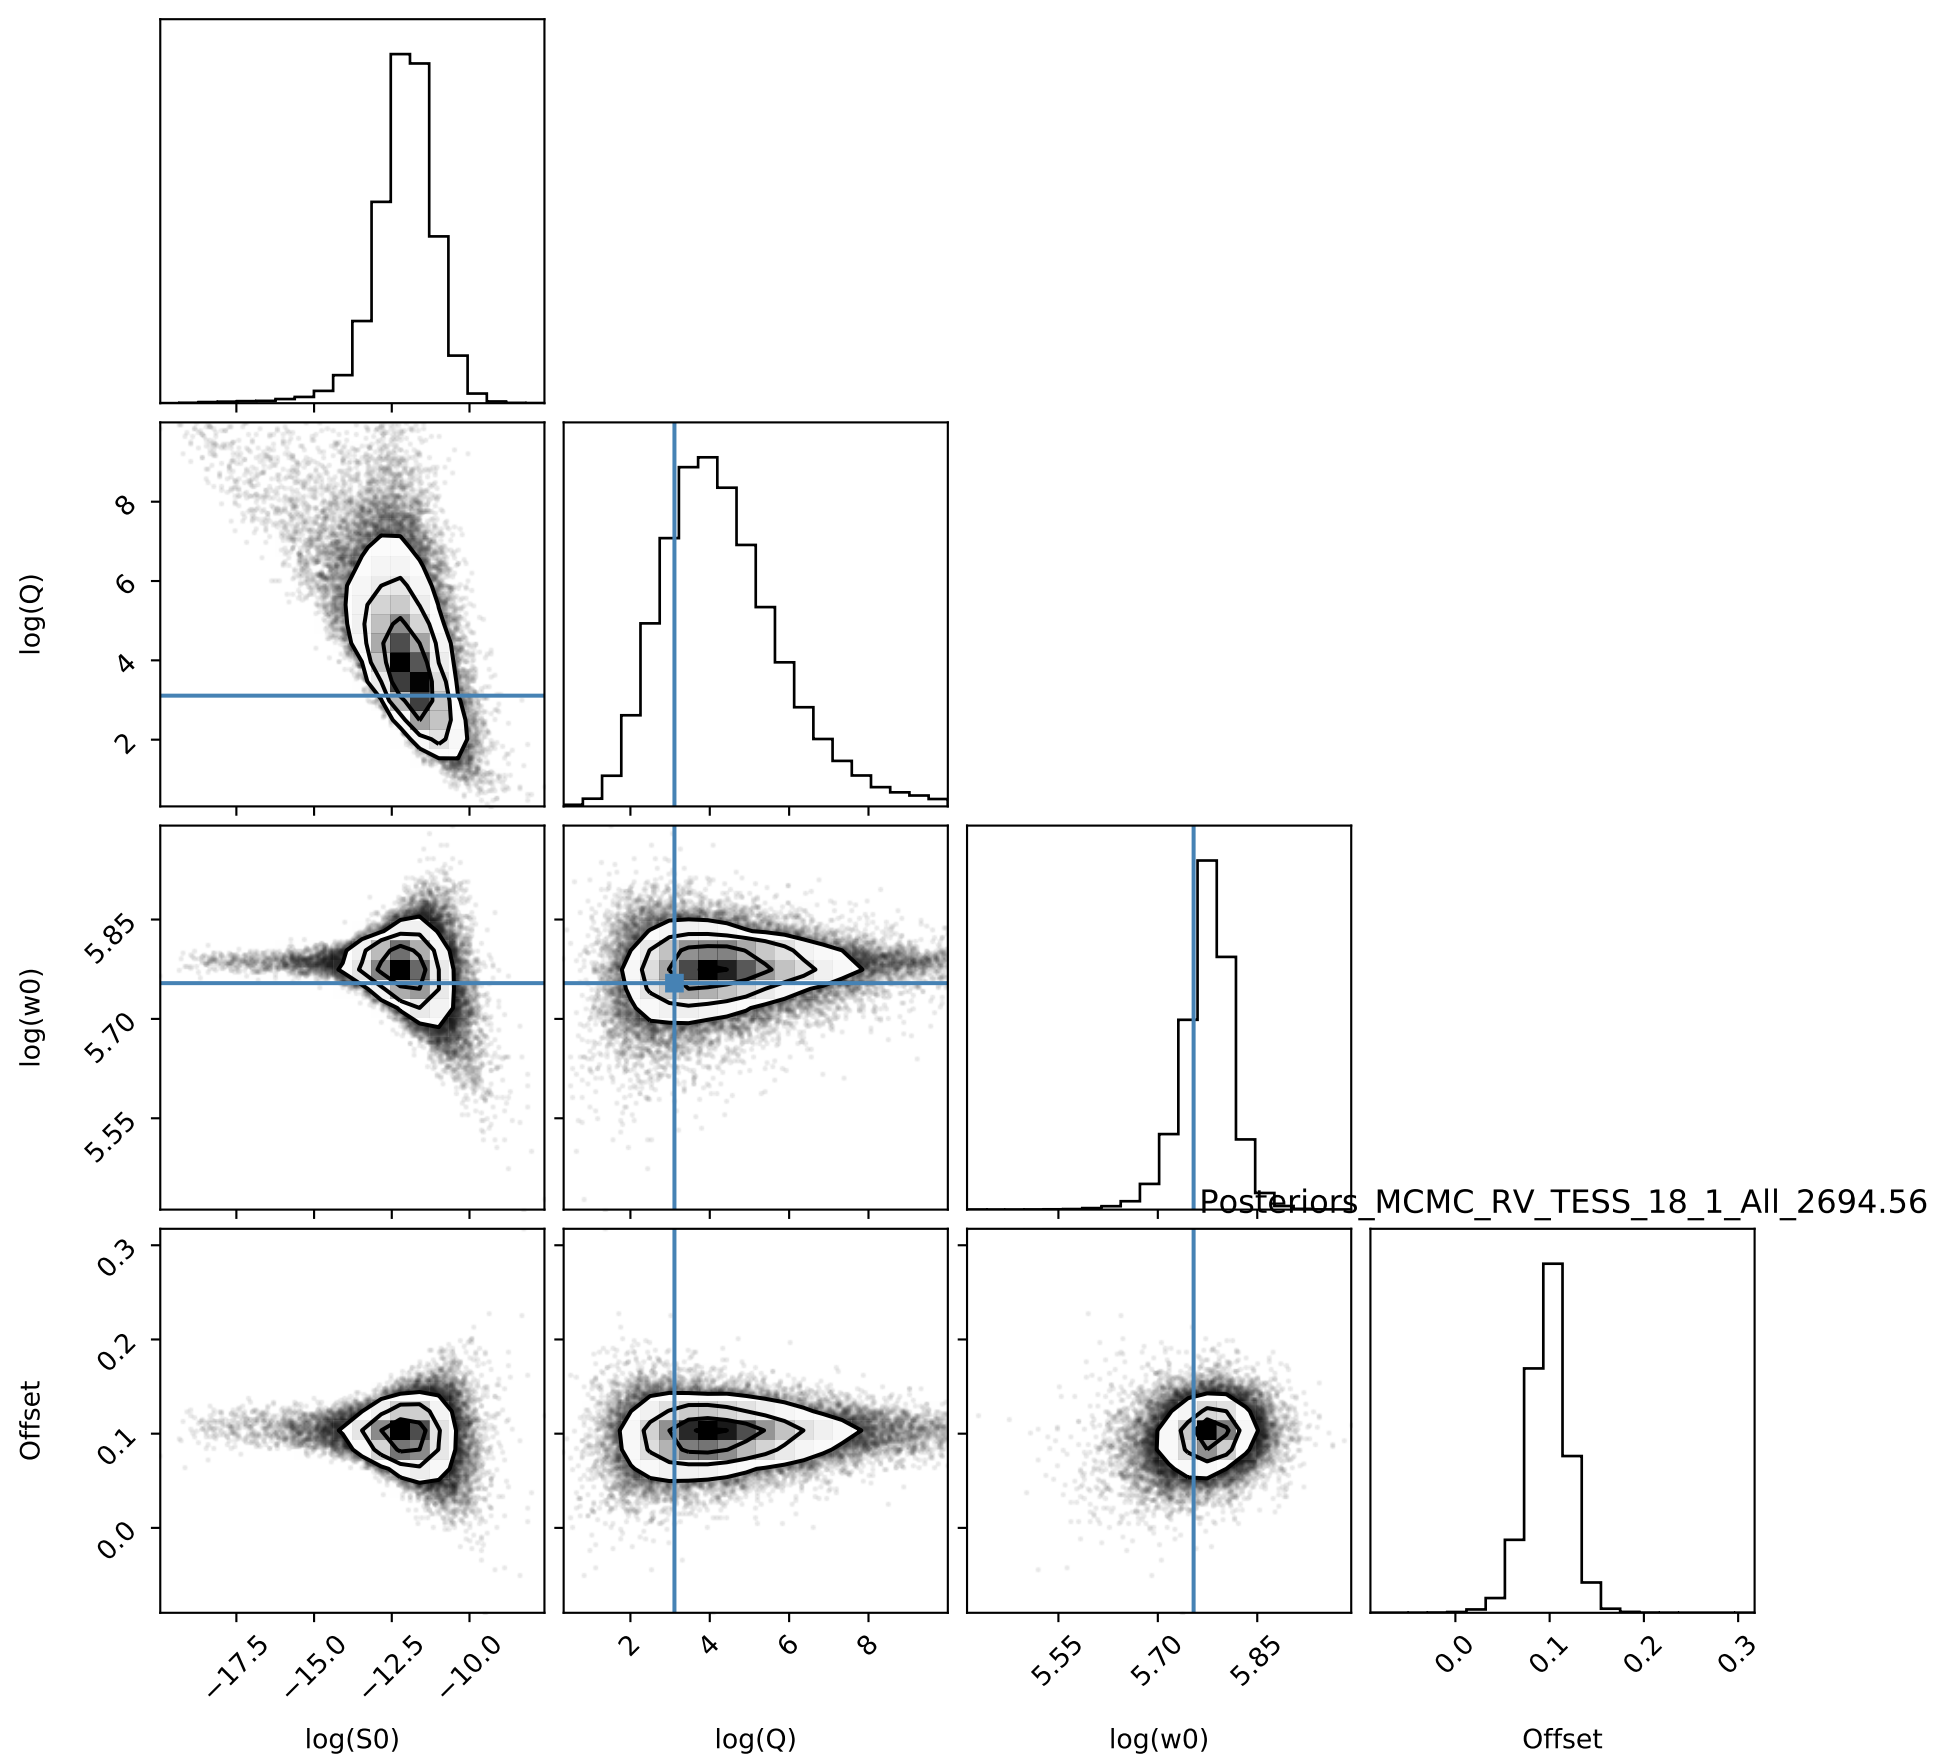 log(Q)
8
6
4
2
log(w0)
5.85
5.70
5.55
Posteriors_MCMC_RV_TESS_18_1_All_2694.56
Offset
0.3
0.2
0.1
0.0
−17.5 −15.0 −12.5 −10.0 2 4 6 8 5.55 5.70 5.85 0.0 0.1 0.2 0.3
log(S0) log(Q) log(w0) Offset